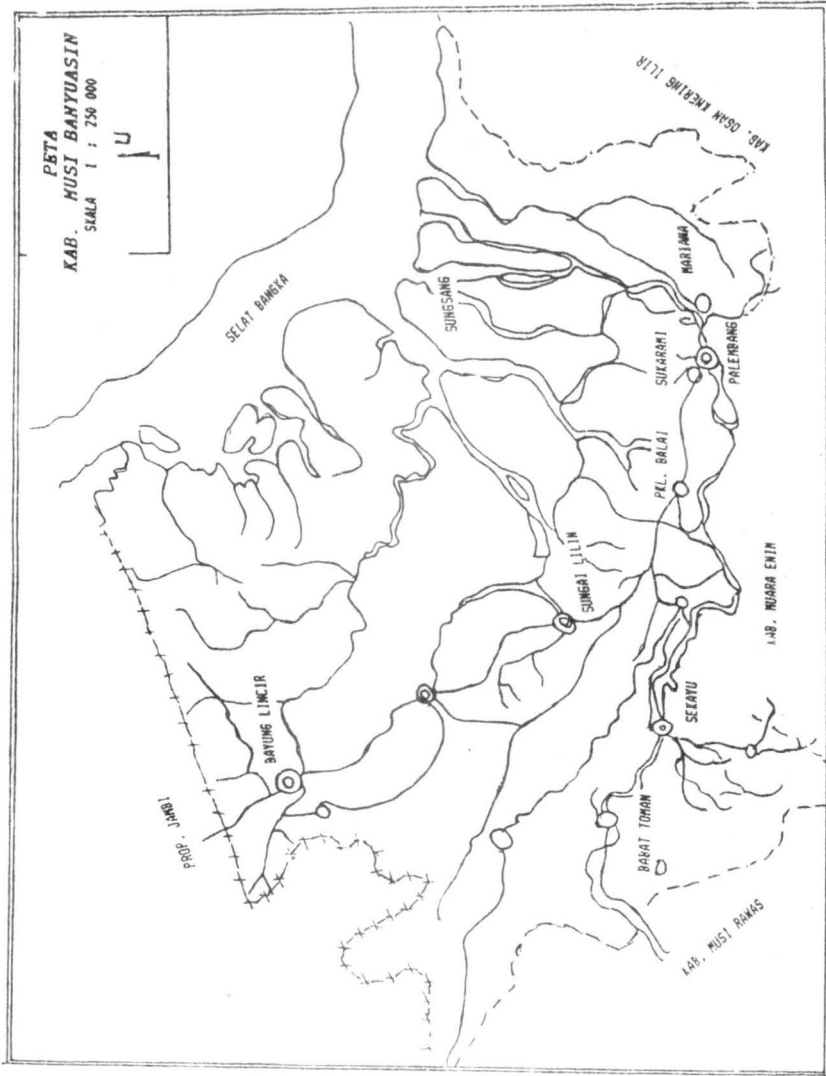 PETA
KAB. MUSI BANYUASIN
SKALA 1 : 250 000
U
SELAT BANGKA
KAB. OGAN KMERING ILIR
SUNGSANG
MARIANA
SUKARAMI
PALEMBANG
PKL. BALAI
SUNGAI LILIN
KAB. MUARA ENIM
BAYUNG LINCIR
SEKAYU
PROP. JAMBI
BABAT TOMAN
KAB. MUSI RAWAS